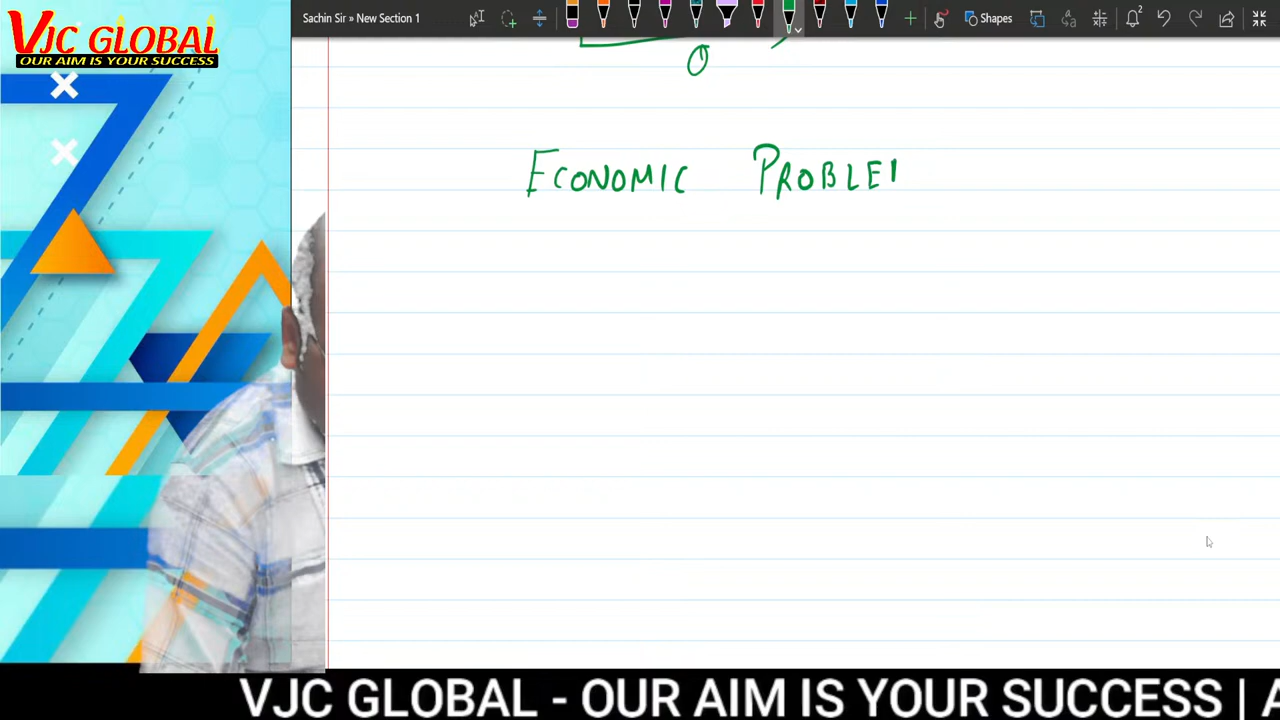 VJC GLOBAL
OUR AIM IS YOUR SUCCESS
Sachin Sir » New Section 1
Shapes
2
O
ECONOMIC
VJC GLOBAL - OUR AIM IS YOUR SUCCESS | A